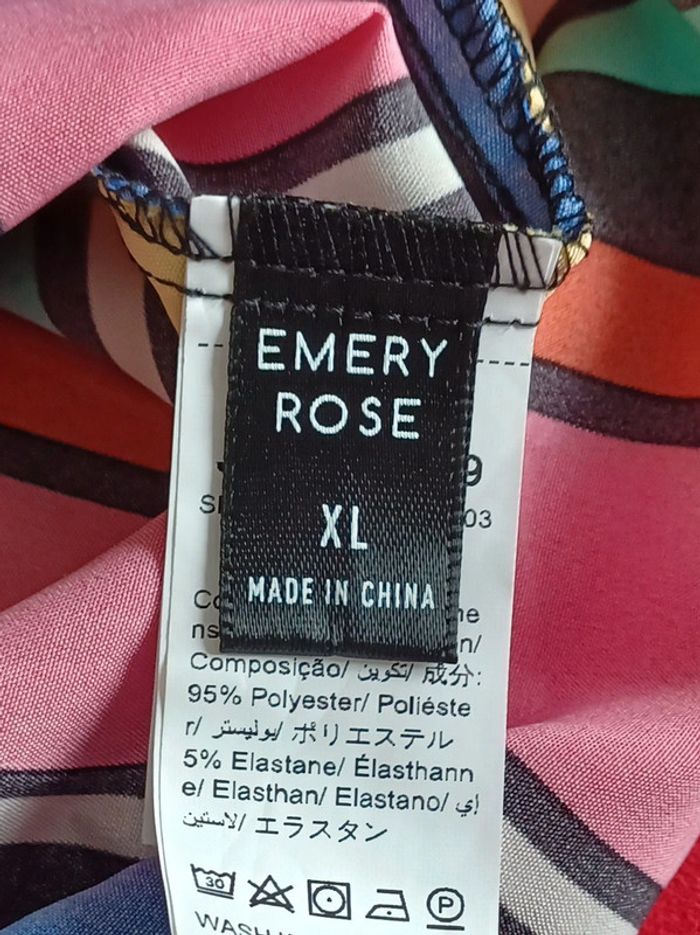 EMERY
ROSE
XL
MADE IN CHINA
Composição/ تكوين/ 成分:
95% Polyester/ Poliéste
r/ بوليستر/ ポリエステル
5% Elastane/ Élasthann
e/ Elasthan/ Elastano/ إي
لاستين/ エラスタン
30 P
WASH